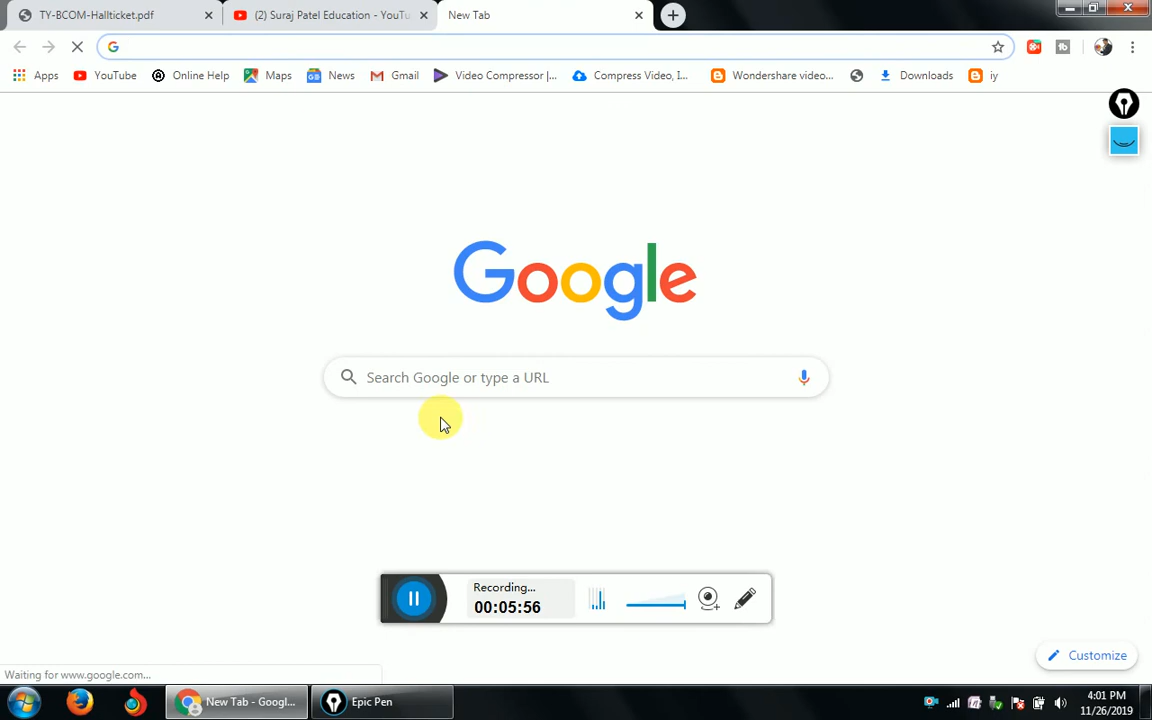 TY-BCOM-Hallticket.pdf
(2) Suraj Patel Education - YouTu
New Tab
Apps
YouTube
Online Help
Maps
News
Gmail
Video Compressor |...
Compress Video, I...
Wondershare video...
Downloads
iy
Google
Search Google or type a URL
Recording...
00:05:56
Customize
Waiting for www.google.com...
New Tab - Googl...
Epic Pen
4:01 PM
11/26/2019